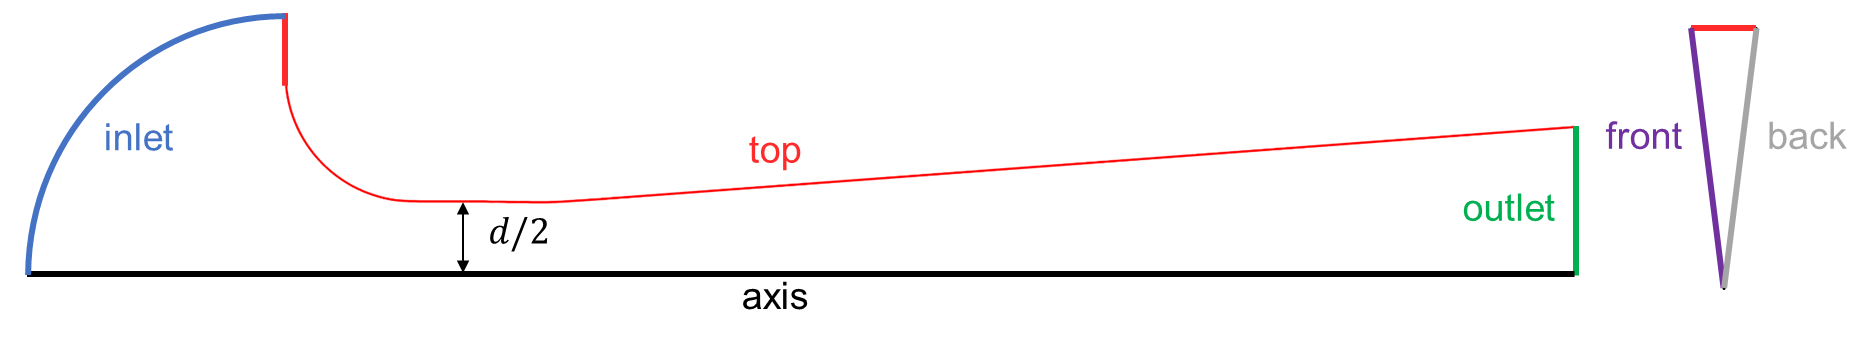 inlet
top
d/2
outlet
axis
front
back